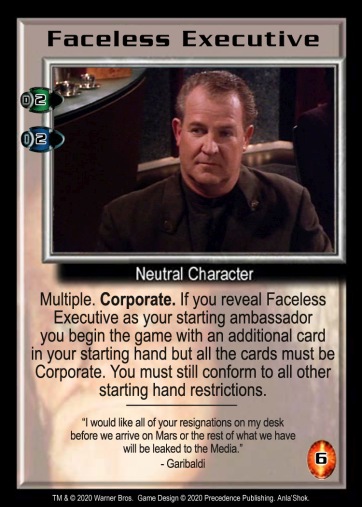 Faceless Executive
D 2
I 2
Neutral Character
Multiple. Corporate. If you reveal Faceless
Executive as your starting ambassador
you begin the game with an additional card
in your starting hand but all the cards must be
Corporate. You must still conform to all other
starting hand restrictions.
"I would like all of your resignations on my desk
before we arrive on Mars or the rest of what we have
will be leaked to the Media."
- Garibaldi
6
TM & © 2020 Warner Bros. Game Design © 2020 Precedence Publishing. Anla'Shok.